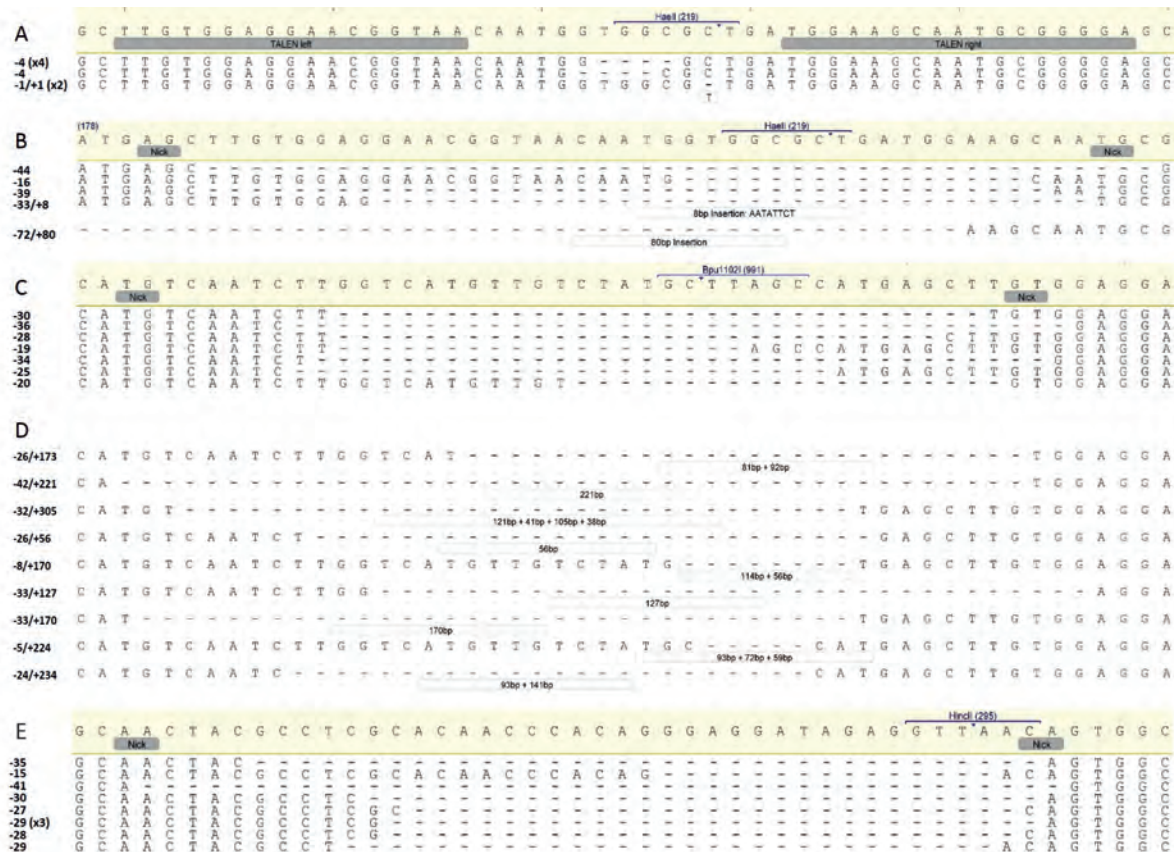 A
HaeII (219)
G C T T G T G G A G G A A C G G T A A C A A T G G T G G C G C T G A T G G A A G C A A T G C G G G G A G C
TALEN left TALEN right
-4 (x4) G C T T G T G G A G G A A C G G T A A C A A T G G - - - - G C T G A T G G A A G C A A T G C G G G G A G C
-4 G C T T G T G G A G G A A C G G T A A C A A T G - - - - C G C T G A T G G A A G C A A T G C G G G G A G C
-1/+1 (x2) G C T T G T G G A G G A A C G G T A A C A A T G G T G G C G - T G A T G G A A G C A A T G C G G G G A G C
T
B
(178) HaeII (219)
A T G A G C T T G T G G A G G A A C G G T A A C A A T G G T G G C G C T G A T G G A A G C A A T G C G
Nick Nick
-44 A T G A G C - - - - - - - - - - - - - - - - - - - - - - - - - - - - - - - - - - - - - - - - - - - - G
-16 A T G A G C T T G T G G A G G A A C G G T A A C A A T G - - - - - - - - - - - - - - - - C A A T G C G
-39 A T G A G C - - - - - - - - - - - - - - - - - - - - - - - - - - - - - - - - - - - - - - - A A T G C G
-33/+8 A T G A G C T T G T G G A G - - - - - - - - - - - - - - - - - - - - - - - - - - - - - - - - - T G C G
8bp Insertion: AATATTCT
-72/+80 - - - - - - - - - - - - - - - - - - - - - - - - - - - - - - - - - - - - - - - - - A A G C A A T G C G
80bp Insertion
C
Bpu1102I (991)
C A T G T C A A T C T T G G T C A T G T T G T C T A T G C T T A G C C A T G A G C T T G T G G A G G A
Nick Nick
-30 C A T G T C A A T C T T - - - - - - - - - - - - - - - - - - - - - - - - - - - - - - T G T G G A G G A
-36 C A T G T C A A T C - - - - - - - - - - - - - - - - - - - - - - - - - - - - - - - - - - - - G A G G A
-28 C A T G T C A A T C T T - - - - - - - - - - - - - - - - - - - - - - - - - - - - C T T G T G G A G G A
-19 C A T G T C A A T C T T - - - - - - - - - - - - - - - - - - - A G C C A T G A G C T T G T G G A G G A
-34 C A T G T C A A T C T - - - - - - - - - - - - - - - - - - - - - - - - - - - - - - - - - - G G A G G A
-25 C A T G T C A A T C - - - - - - - - - - - - - - - - - - - - - - - - - A T G A G C T T G T G G A G G A
-20 C A T G T C A A T C T T G G T C A T G T T G T - - - - - - - - - - - - - - - - - - - - G T G G A G G A
D
-26/+173 C A T G T C A A T C T T G G T C A T - - - - - - - - - - - - - - - - - - - - - - - - - - T G G A G G A
81bp + 92bp
-42/+221 C A - - - - - - - - - - - - - - - - - - - - - - - - - - - - - - - - - - - - - - - - - - T G G A G G A
221bp
-32/+305 C A T G T - - - - - - - - - - - - - - - - - - - - - - - - - - - - - - - T G A G C T T G T G G A G G A
121bp + 41bp + 105bp + 38bp
-26/+56 C A T G T C A A T C T - - - - - - - - - - - - - - - - - - - - - - - - - - G A G C T T G T G G A G G A
56bp
-8/+170 C A T G T C A A T C T T G G T C A T G T T G T C T A T G - - - - - - - - T G A G C T T G T G G A G G A
114bp + 56bp
-33/+127 C A T G T C A A T C T T G G - - - - - - - - - - - - - - - - - - - - - - - - - - - - - - - - - A G G A
127bp
-33/+170 C A T - - - - - - - - - - - - - - - - - - - - - - - - - - - - - - - - - T G A G C T T G T G G A G G A
170bp
-5/+224 C A T G T C A A T C T T G G T C A T G T T G T C T A T G C - - - - - C A T G A G C T T G T G G A G G A
93bp + 72bp + 59bp
-24/+234 C A T G T C A A T C - - - - - - - - - - - - - - - - - - - - - - - - C A T G A G C T T G T G G A G G A
93bp + 141bp
E
HincII (295)
G C A A C T A C G C C T C G C A C A A C C C A C A G G G A G G A T A G A G G T T A A C A G T G G C
Nick Nick
-35 G C A A C T A C - - - - - - - - - - - - - - - - - - - - - - - - - - - - - - - - - - - A G T G G C
-15 G C A A C T A C G C C T C G C A C A A C C C A C A G - - - - - - - - - - - - - - - A C A G T G G C
-41 G C A - - - - - - - - - - - - - - - - - - - - - - - - - - - - - - - - - - - - - - - - - G T G G C
-30 G C A A C T A C G C C T C - - - - - - - - - - - - - - - - - - - - - - - - - - - - - - A G T G G C
-27 G C A A C T A C G C C T C G C - - - - - - - - - - - - - - - - - - - - - - - - - - - C A G T G G C
-29 (x3) G C A A C T A C G C C T C G - - - - - - - - - - - - - - - - - - - - - - - - - - - - - A G T G G C
-28 G C A A C T A C G C C T C G - - - - - - - - - - - - - - - - - - - - - - - - - - - - C A G T G G C
-29 G C A A C T A C G C C T - - - - - - - - - - - - - - - - - - - - - - - - - - - - - A C A G T G G C